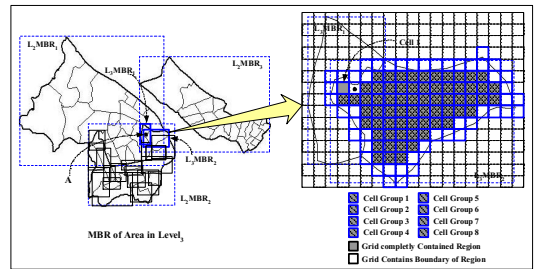 L₂MBR₁
L₃MBR₁
L₂MBR₃
L₃MBR₂
A
L₂MBR₂
MBR of Area in Level₃
Cell 1
L₃MBR₂
Cell Group 1
Cell Group 5
Cell Group 2
Cell Group 6
Cell Group 3
Cell Group 7
Cell Group 4
Cell Group 8
Grid completly Contained Region
Grid Contains Boundary of Region